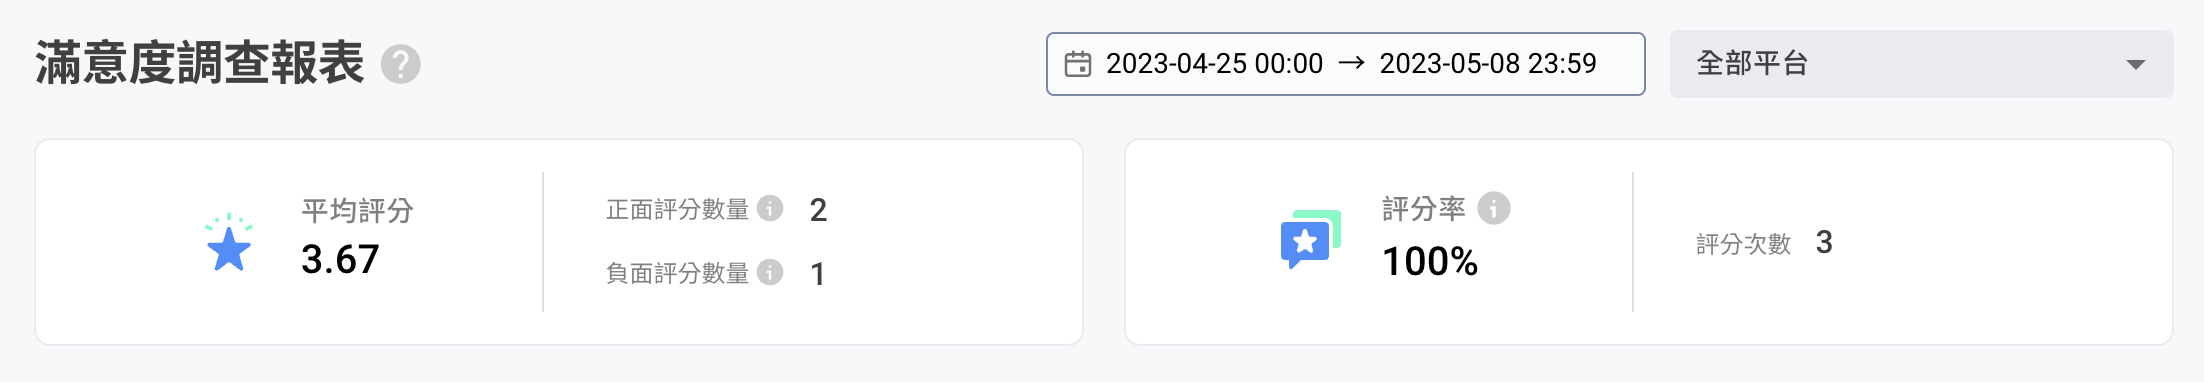 滿意度調查報表 ?
2023-04-25 00:00 → 2023-05-08 23:59
全部平台
平均評分
3.67
正面評分數量 i 2
負面評分數量 i 1
評分率 i
100%
評分次數 3